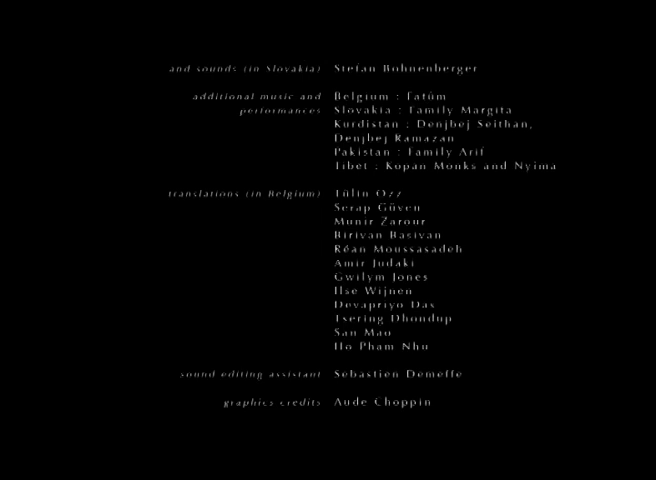 and sounds (in Slovakia) Stefan Bohnenberger
additional music and Belgium : Fatûm
performances Slovakia : Family Margita
Kurdistan : Denjbej Seithan,
Denjbej Ramazan
Pakistan : Family Arif
Tibet : Kopan Monks and Nyima
translations (in Belgium) Tülin Ozz
Serap Güven
Munir Zarour
Birivan Basivan
Réan Moussasadeh
Amir Judaki
Gwilym Jones
Ilse Wijnen
Devapriyo Das
Tsering Dhondup
San Mao
Ho Pham Nhu
sound editing assistant Sébastien Demeffe
graphics credits Aude Choppin